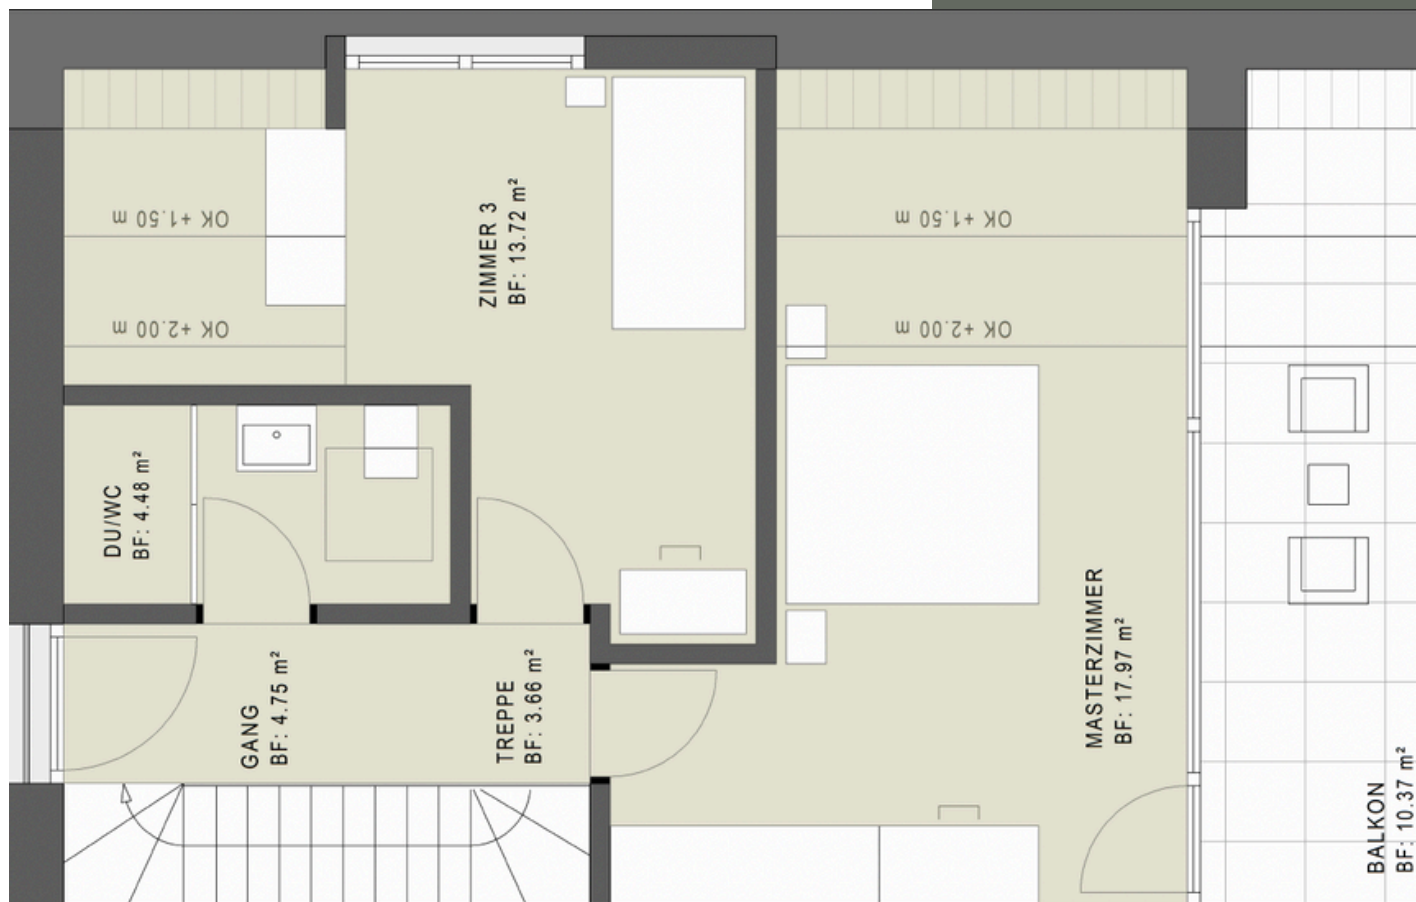 OK +1.50 m
OK +2.00 m
ZIMMER 3
BF: 13.72 m²
OK +1.50 m
OK +2.00 m
DU/WC
BF: 4.48 m²
GANG
BF: 4.75 m²
TREPPE
BF: 3.66 m²
MASTERZIMMER
BF: 17.97 m²
BALKON
BF: 10.37 m²